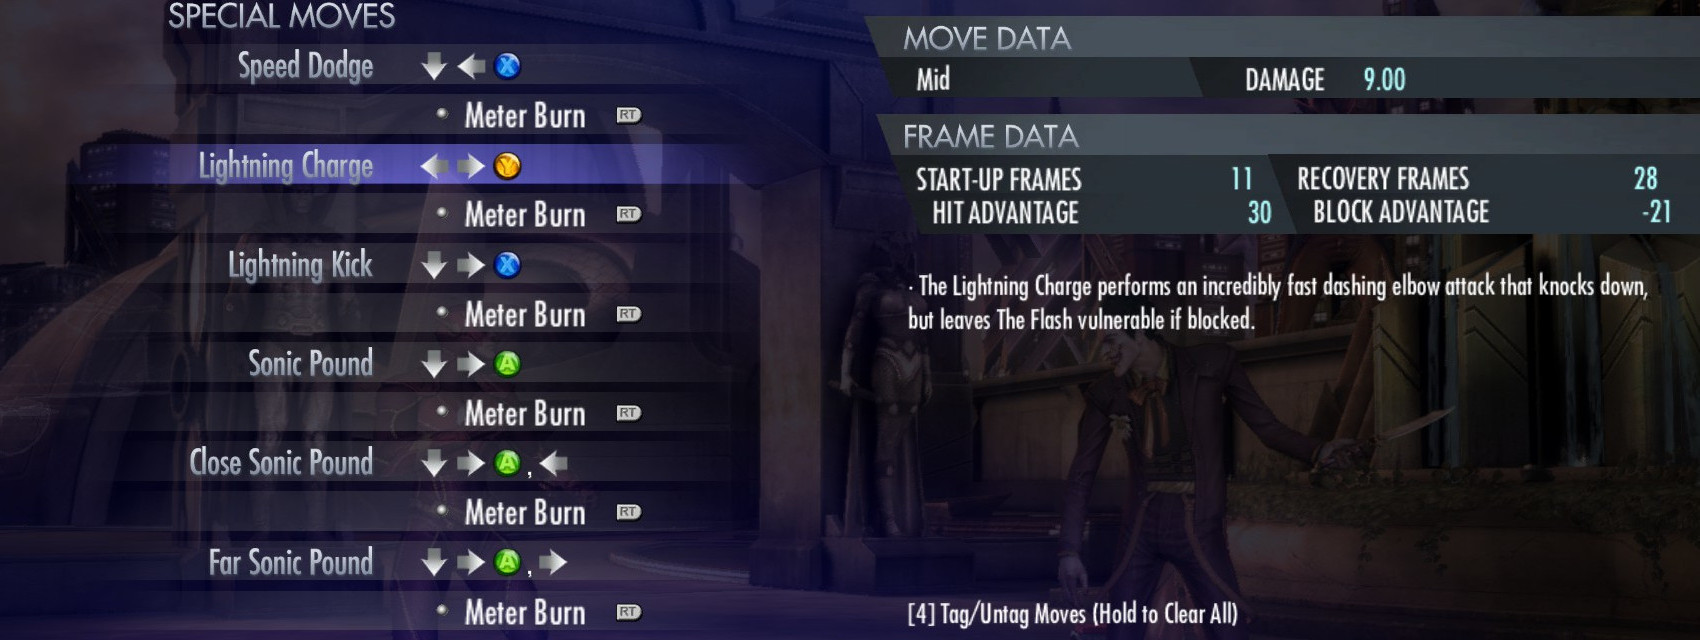 SPECIAL MOVES
Speed Dodge X
Meter Burn RT
Lightning Charge Y
Meter Burn RT
Lightning Kick X
Meter Burn RT
Sonic Pound A
Meter Burn RT
Close Sonic Pound A ,
Meter Burn RT
Far Sonic Pound A ,
Meter Burn RT
MOVE DATA
Mid DAMAGE 9.00
FRAME DATA
START-UP FRAMES 11 RECOVERY FRAMES 28
HIT ADVANTAGE 30 BLOCK ADVANTAGE -21
· The Lightning Charge performs an incredibly fast dashing elbow attack that knocks down,
but leaves The Flash vulnerable if blocked.
[4] Tag/Untag Moves (Hold to Clear All)